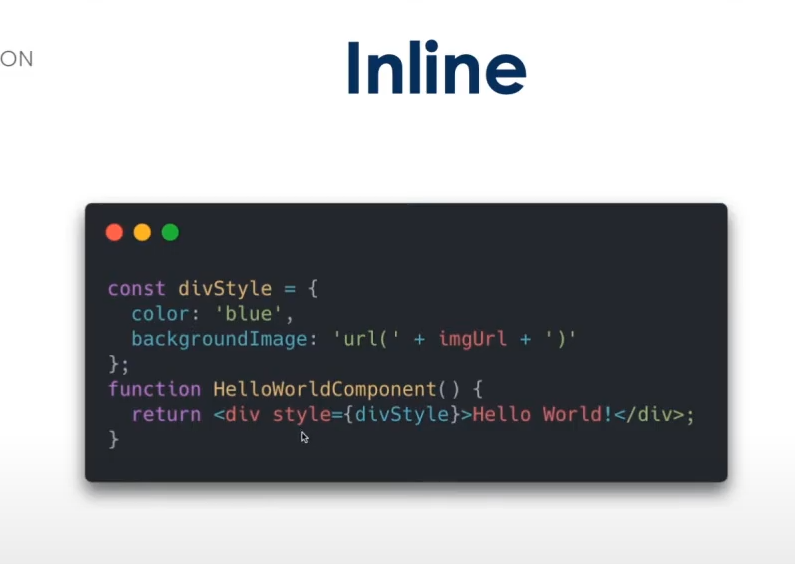 ON
Inline
const divStyle = {
  color: 'blue',
  backgroundImage: 'url(' + imgUrl + ')'
};
function HelloWorldComponent() {
  return <div style={divStyle}>Hello World!</div>;
}